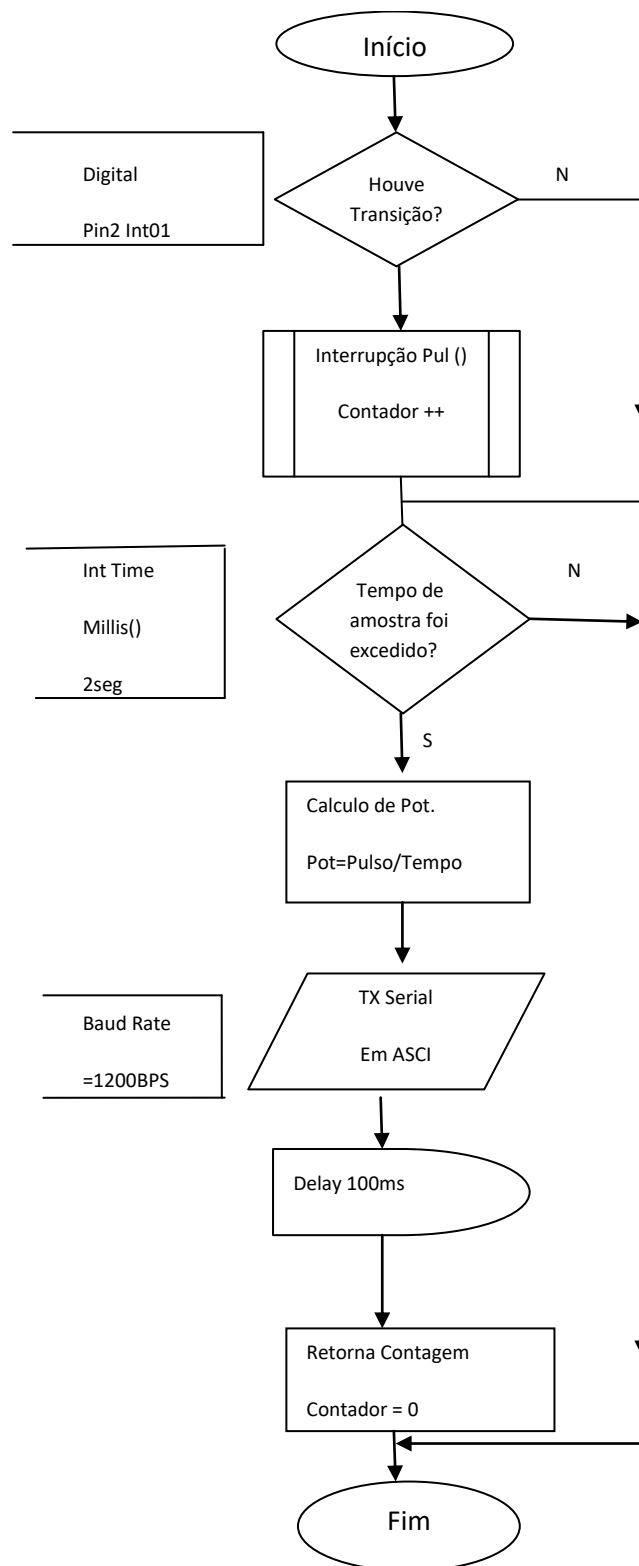 Início
Houve
Transição?
N
Digital
Pin2 Int01
Interrupção Pul ()
Contador ++
Int Time
Millis()
2seg
Tempo de
amostra foi
excedido?
N
S
Calculo de Pot.
Pot=Pulso/Tempo
TX Serial
Em ASCI
Baud Rate
=1200BPS
Delay 100ms
Retorna Contagem
Contador = 0
Fim